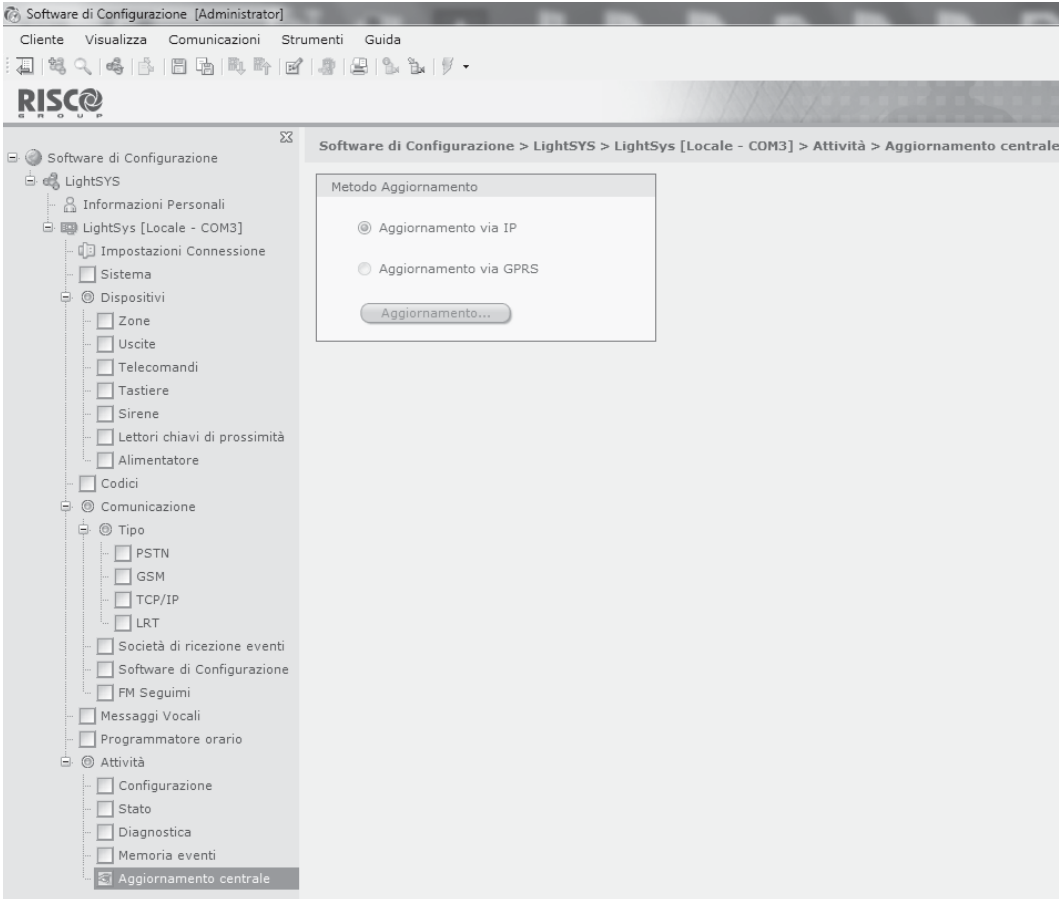 Software di Configurazione [Administrator]
Cliente Visualizza Comunicazioni Strumenti Guida
RISCO
GROUP
Software di Configurazione
LightSYS
Informazioni Personali
LightSys [Locale - COM3]
Impostazioni Connessione
Sistema
Dispositivi
Zone
Uscite
Telecomandi
Tastiere
Sirene
Lettori chiavi di prossimità
Alimentatore
Codici
Comunicazione
Tipo
PSTN
GSM
TCP/IP
LRT
Società di ricezione eventi
Software di Configurazione
FM Seguimi
Messaggi Vocali
Programmatore orario
Attività
Configurazione
Stato
Diagnostica
Memoria eventi
Aggiornamento centrale
Software di Configurazione > LightSYS > LightSys [Locale - COM3] > Attività > Aggiornamento centrale
Metodo Aggiornamento
Aggiornamento via IP
Aggiornamento via GPRS
Aggiornamento...